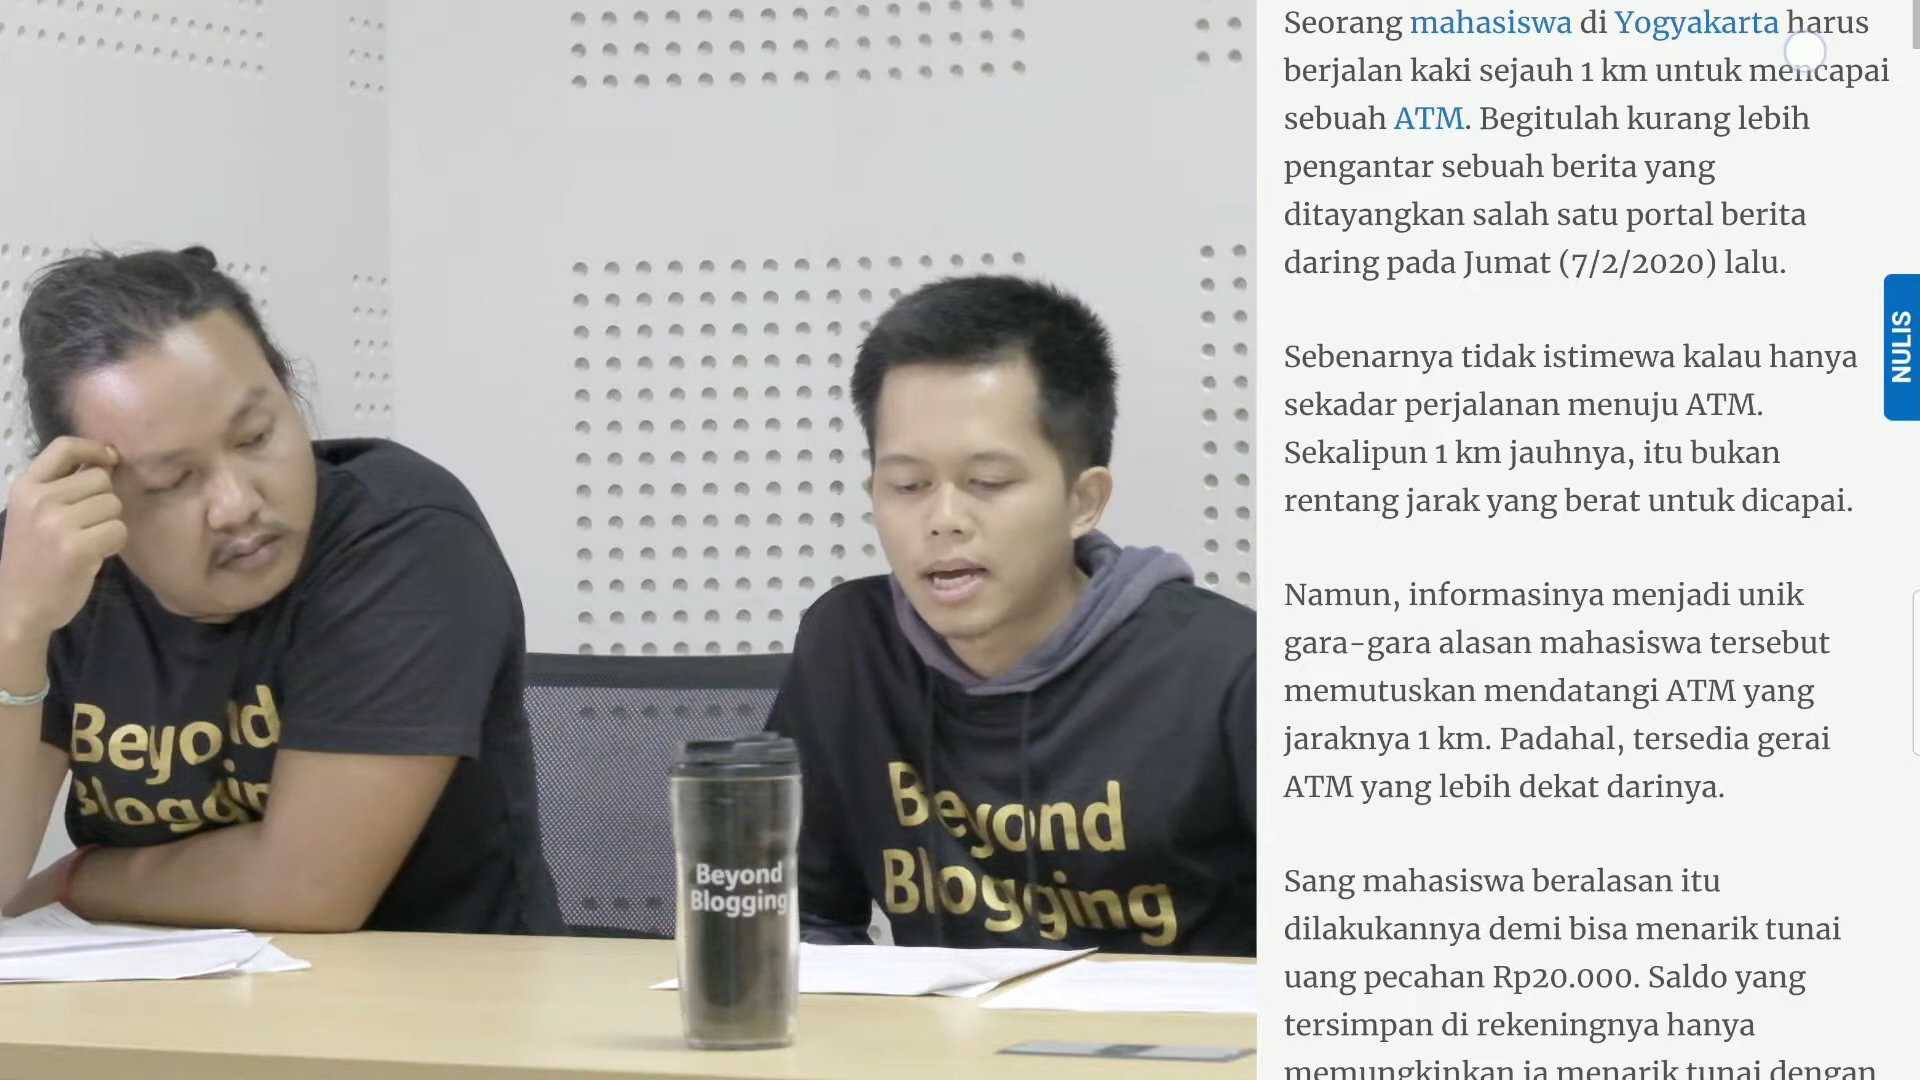 Seorang mahasiswa di Yogyakarta harus
berjalan kaki sejauh 1 km untuk mencapai
sebuah ATM. Begitulah kurang lebih
pengantar sebuah berita yang
ditayangkan salah satu portal berita
daring pada Jumat (7/2/2020) lalu.
Sebenarnya tidak istimewa kalau hanya
sekadar perjalanan menuju ATM.
Sekalipun 1 km jauhnya, itu bukan
rentang jarak yang berat untuk dicapai.
Namun, informasinya menjadi unik
gara-gara alasan mahasiswa tersebut
memutuskan mendatangi ATM yang
jaraknya 1 km. Padahal, tersedia gerai
ATM yang lebih dekat darinya.
Sang mahasiswa beralasan itu
dilakukannya demi bisa menarik tunai
uang pecahan Rp20.000. Saldo yang
tersimpan di rekeningnya hanya
memungkinkan ia menarik tunai dengan
NULIS
Beyond
Blogging
Beyond
Blogging
Beyond
Blogging